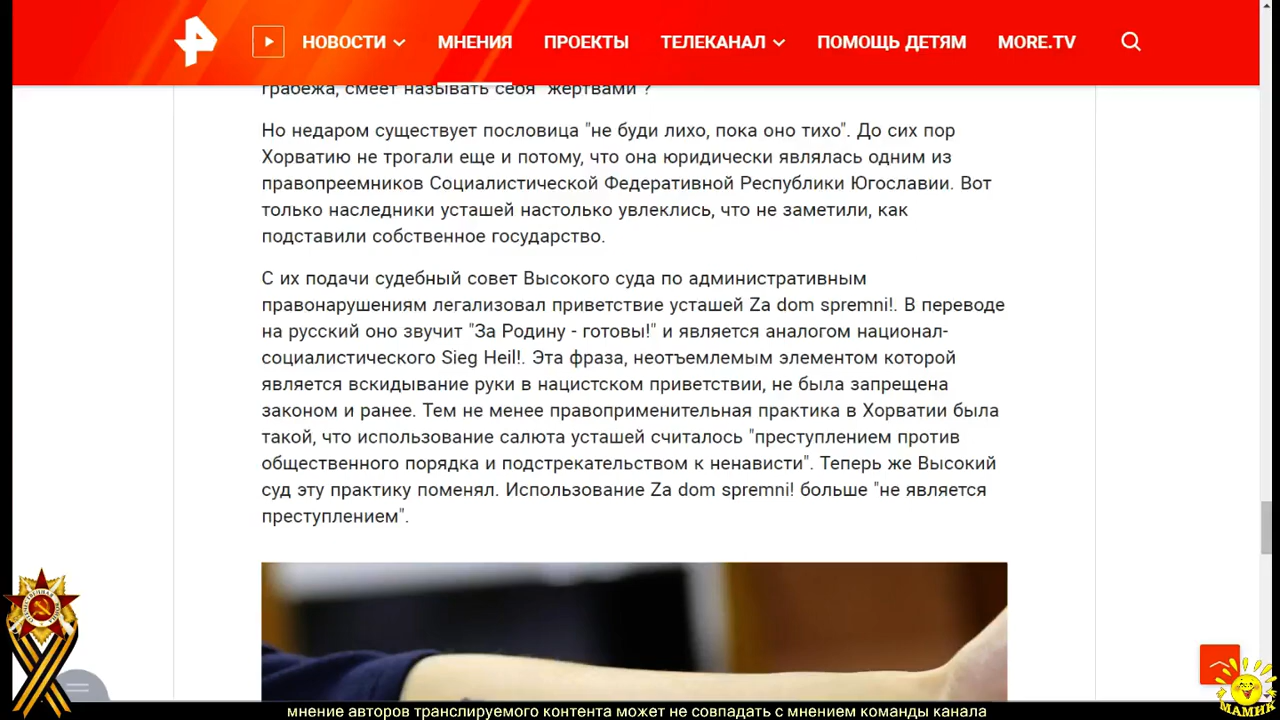 НОВОСТИ МНЕНИЯ ПРОЕКТЫ ТЕЛЕКАНАЛ ПОМОЩЬ ДЕТЯМ MORE.TV
грабежа, смеет называть себя "жертвами"?
Но недаром существует пословица "не буди лихо, пока оно тихо". До сих пор
Хорватию не трогали еще и потому, что она юридически являлась одним из
правопреемников Социалистической Федеративной Республики Югославии. Вот
только наследники усташей настолько увлеклись, что не заметили, как
подставили собственное государство.
С их подачи судебный совет Высокого суда по административным
правонарушениям легализовал приветствие усташей Za dom spremni!. В переводе
на русский оно звучит "За Родину - готовы!" и является аналогом национал-
социалистического Sieg Heil!. Эта фраза, неотъемлемым элементом которой
является вскидывание руки в нацистском приветствии, не была запрещена
законом и ранее. Тем не менее правоприменительная практика в Хорватии была
такой, что использование салюта усташей считалось "преступлением против
общественного порядка и подстрекательством к ненависти". Теперь же Высокий
суд эту практику поменял. Использование Za dom spremni! больше "не является
преступлением".
МАМИК
мнение авторов транслируемого контента может не совпадать с мнением команды канала